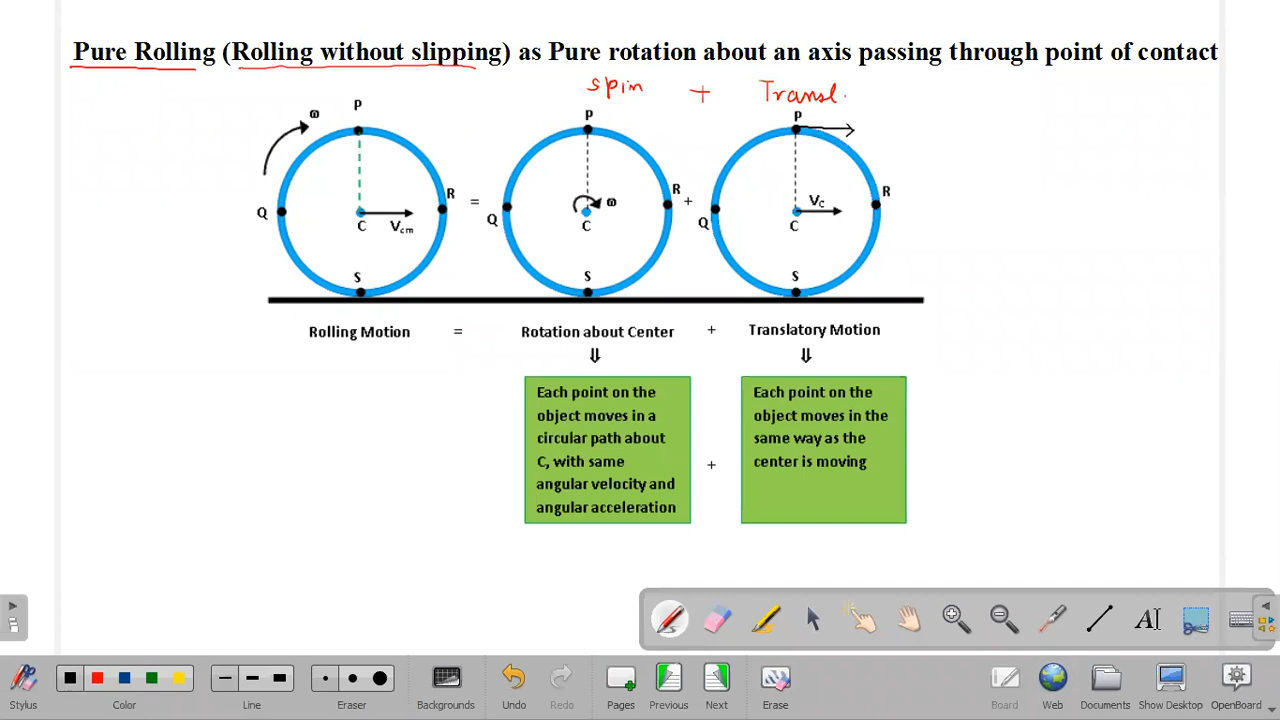 Pure Rolling (Rolling without slipping) as Pure rotation about an axis passing through point of contact
spin + Transl.
P P P
ω
Q C Vcm R = Q C ω R + Q C Vc R
S S S
Rolling Motion = Rotation about Center + Translatory Motion
⇓ ⇓
Each point on the
object moves in a
circular path about
C, with same
angular velocity and
angular acceleration
+
Each point on the
object moves in the
same way as the
center is moving
Stylus Color Line Eraser Backgrounds Undo Redo Pages Previous Next Erase Board Web Documents Show Desktop OpenBoard